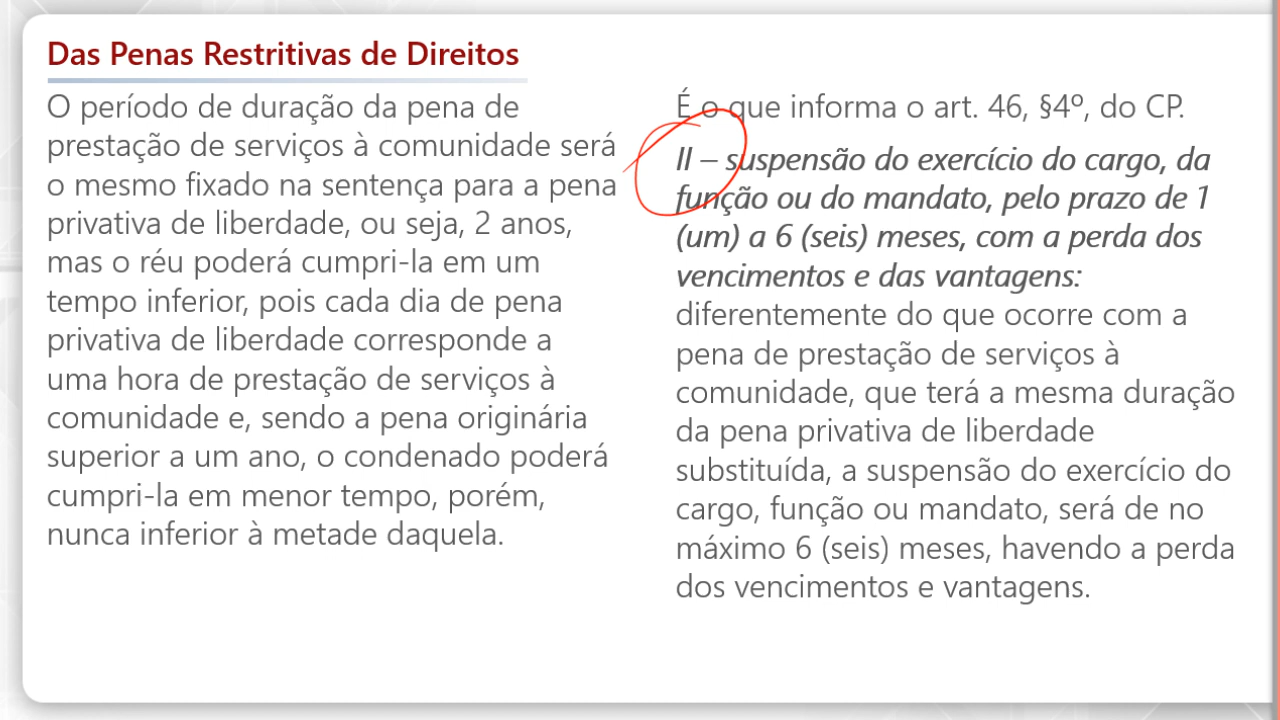 Das Penas Restritivas de Direitos
O período de duração da pena de
prestação de serviços à comunidade será
o mesmo fixado na sentença para a pena
privativa de liberdade, ou seja, 2 anos,
mas o réu poderá cumpri-la em um
tempo inferior, pois cada dia de pena
privativa de liberdade corresponde a
uma hora de prestação de serviços à
comunidade e, sendo a pena originária
superior a um ano, o condenado poderá
cumpri-la em menor tempo, porém,
nunca inferior à metade daquela.
É o que informa o art. 46, §4º, do CP.
II – suspensão do exercício do cargo, da
função ou do mandato, pelo prazo de 1
(um) a 6 (seis) meses, com a perda dos
vencimentos e das vantagens:
diferentemente do que ocorre com a
pena de prestação de serviços à
comunidade, que terá a mesma duração
da pena privativa de liberdade
substituída, a suspensão do exercício do
cargo, função ou mandato, será de no
máximo 6 (seis) meses, havendo a perda
dos vencimentos e vantagens.